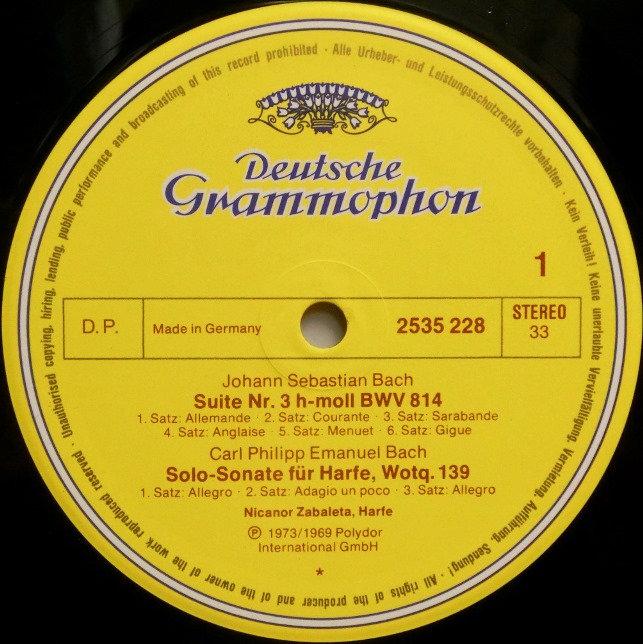 Unauthorised copying, hiring, lending, public performance and broadcasting of this record prohibited · Alle Urheber- und Leistungsschutzrechte vorbehalten · Kein Verleih! Keine unerlaubte Vervielfältigung, Vermietung, Aufführung, Sendung! · All rights of the producer and of the owner of the work reproduced reserved ·
Deutsche
Grammophon
1
D.P.
Made in Germany
2535 228
STEREO
33
Johann Sebastian Bach
Suite Nr. 3 h-moll BWV 814
1. Satz: Allemande · 2. Satz: Courante · 3. Satz: Sarabande
4. Satz: Anglaise · 5. Satz: Menuet · 6. Satz: Gigue
Carl Philipp Emanuel Bach
Solo-Sonate für Harfe, Wotq. 139
1. Satz: Allegro · 2. Satz: Adagio un poco · 3. Satz: Allegro
Nicanor Zabaleta, Harfe
℗ 1973/1969 Polydor
International GmbH
*